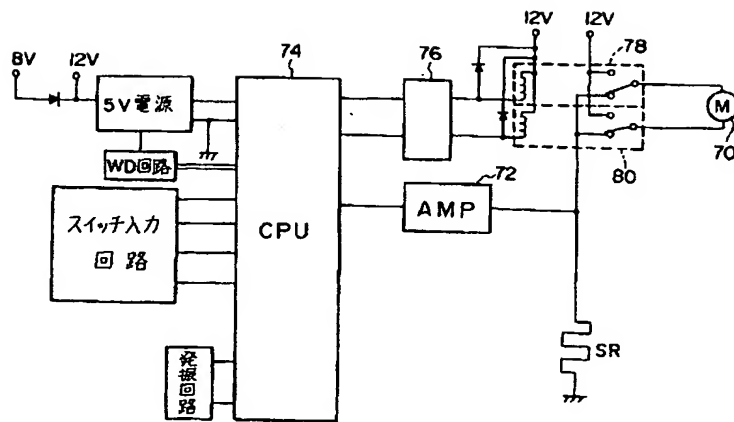 8V
12V
5V電源
WD回路
スイッチ入力
回路
発振回路
74
CPU
76
72
AMP
12V
12V
78
80
M
70
SR